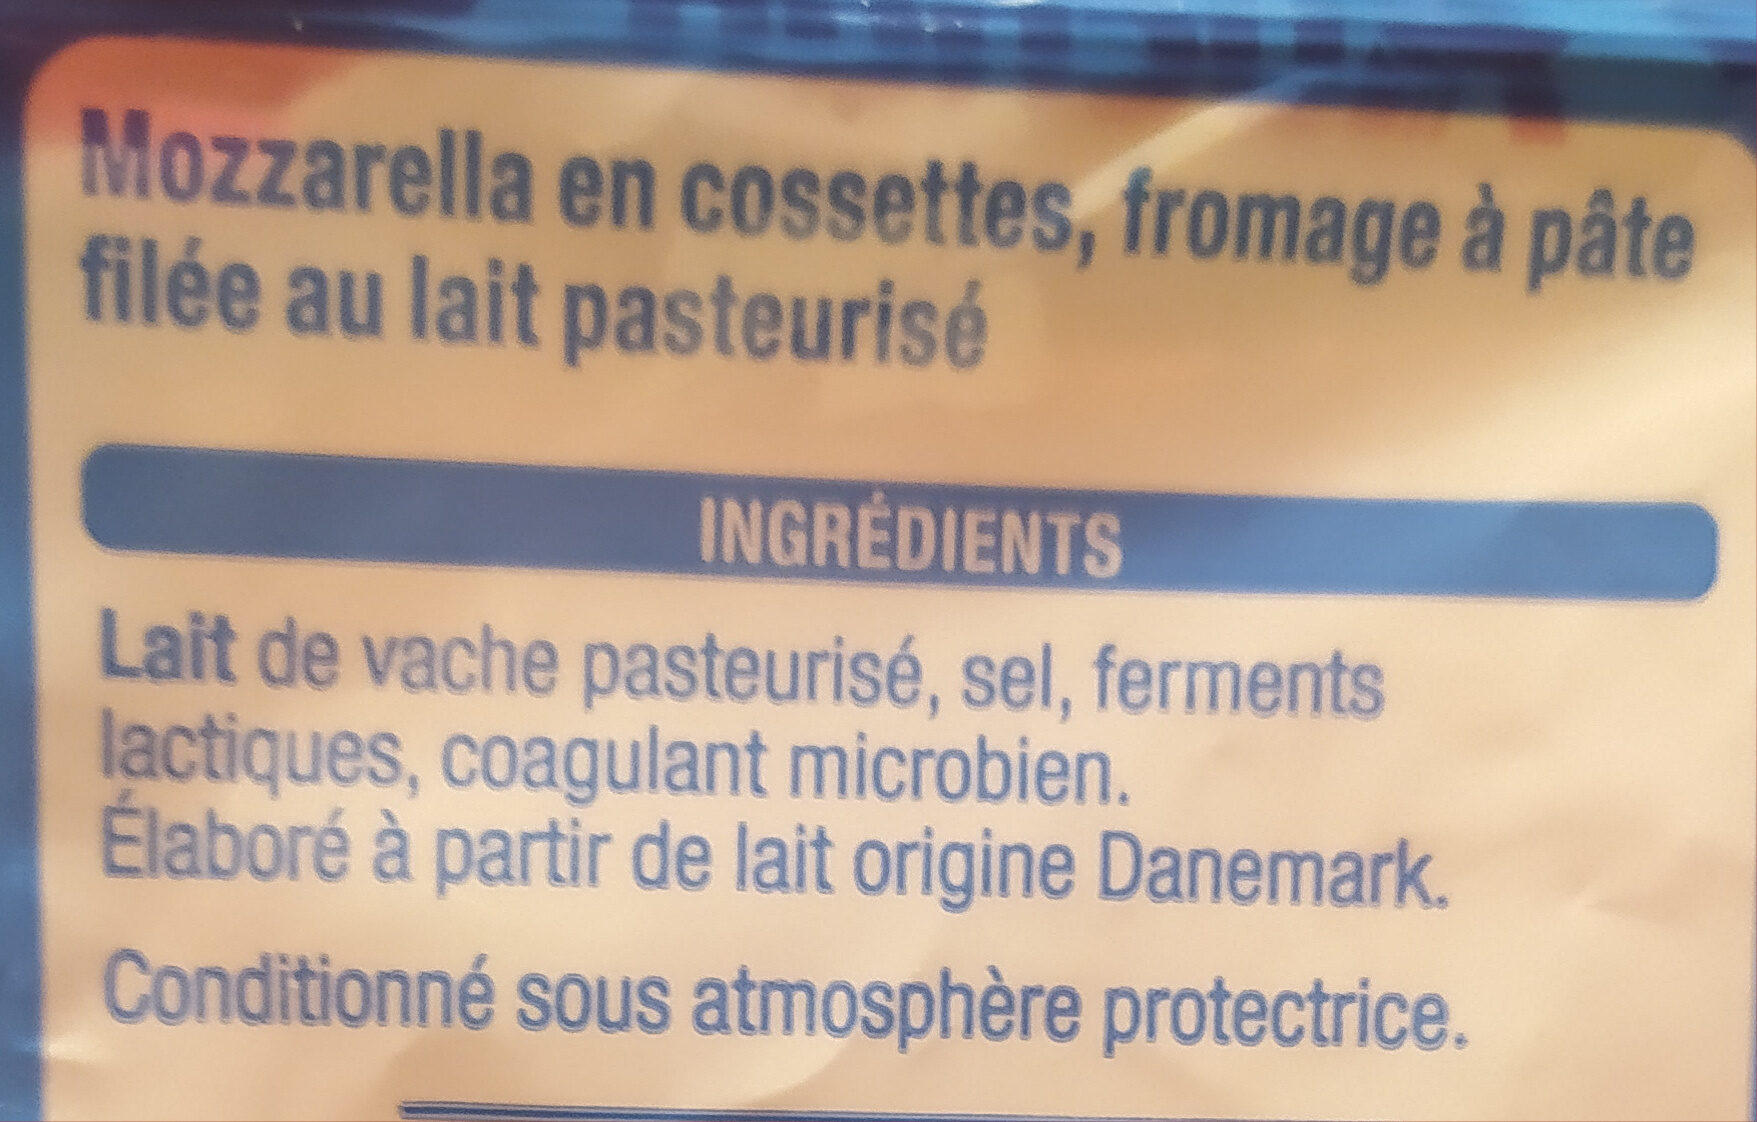 Mozzarella en cossettes, fromage à pâte
filée au lait pasteurisé
INGRÉDIENTS
Lait de vache pasteurisé, sel, ferments
lactiques, coagulant microbien.
Élaboré à partir de lait origine Danemark.
Conditionné sous atmosphère protectrice.